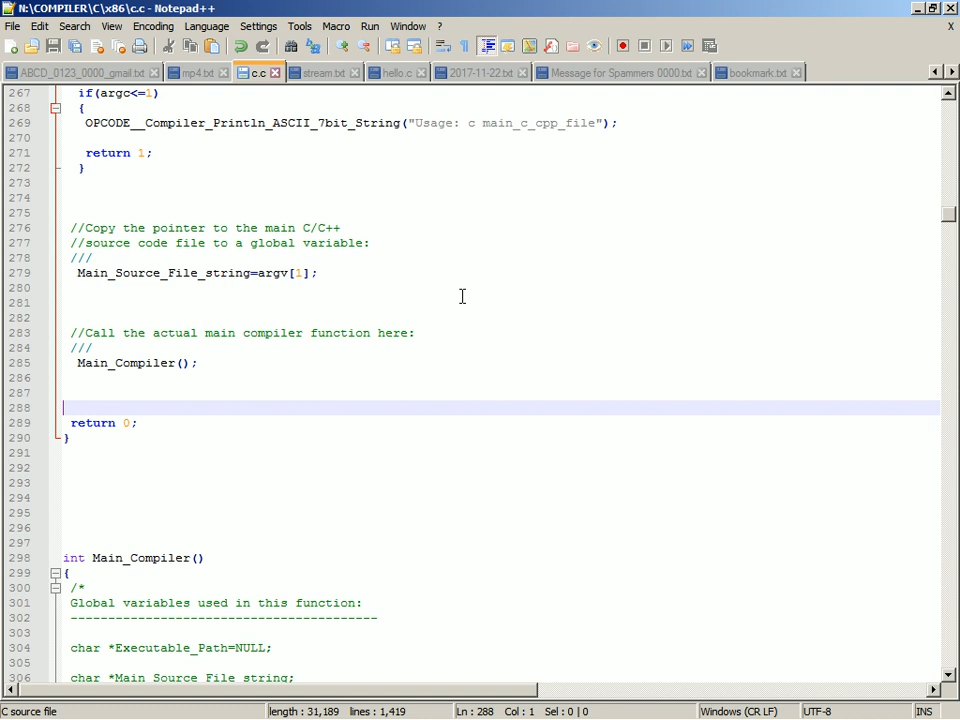 N:\COMPILER\C\x86\c.c - Notepad++
File Edit Search View Encoding Language Settings Tools Macro Run Window ? X
ABCD_0123_0000_gmail.txt mp4.txt c.c stream.txt hello.c 2017-11-22.txt Message for Spammers 0000.txt bookmark.txt
267 if(argc<=1)
268 {
269 OPCODE__Compiler_Println_ASCII_7bit_String("Usage: c main_c_cpp_file");
270
271 return 1;
272 }
273
274
275
276 //Copy the pointer to the main C/C++
277 //source code file to a global variable:
278 ///
279 Main_Source_File_string=argv[1];
280
281
282
283 //Call the actual main compiler function here:
284 ///
285 Main_Compiler();
286
287
288
289 return 0;
290 }
291
292
293
294
295
296
297
298 int Main_Compiler()
299 {
300 /*
301 Global variables used in this function:
302 -----------------------------------------
303
304 char *Executable_Path=NULL;
305
306 char *Main_Source_File_string;
C source file length : 31,189 lines : 1,419 Ln : 288 Col : 1 Sel : 0 | 0 Windows (CR LF) UTF-8 INS